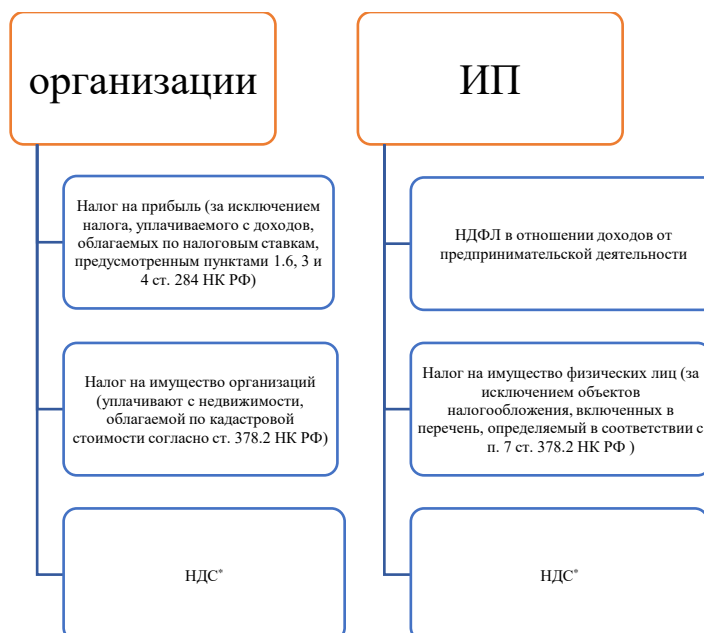 организации
Налог на прибыль (за исключением
налога, уплачиваемого с доходов,
облагаемых по налоговым ставкам,
предусмотренным пунктами 1.6, 3 и
4 ст. 284 НК РФ)
Налог на имущество организаций
(уплачивают с недвижимости,
облагаемой по кадастровой
стоимости согласно ст. 378.2 НК РФ)
НДС*
ИП
НДФЛ в отношении доходов от
предпринимательской деятельности
Налог на имущество физических лиц (за
исключением объектов
налогообложения, включенных в
перечень, определяемый в соответствии с
п. 7 ст. 378.2 НК РФ )
НДС*